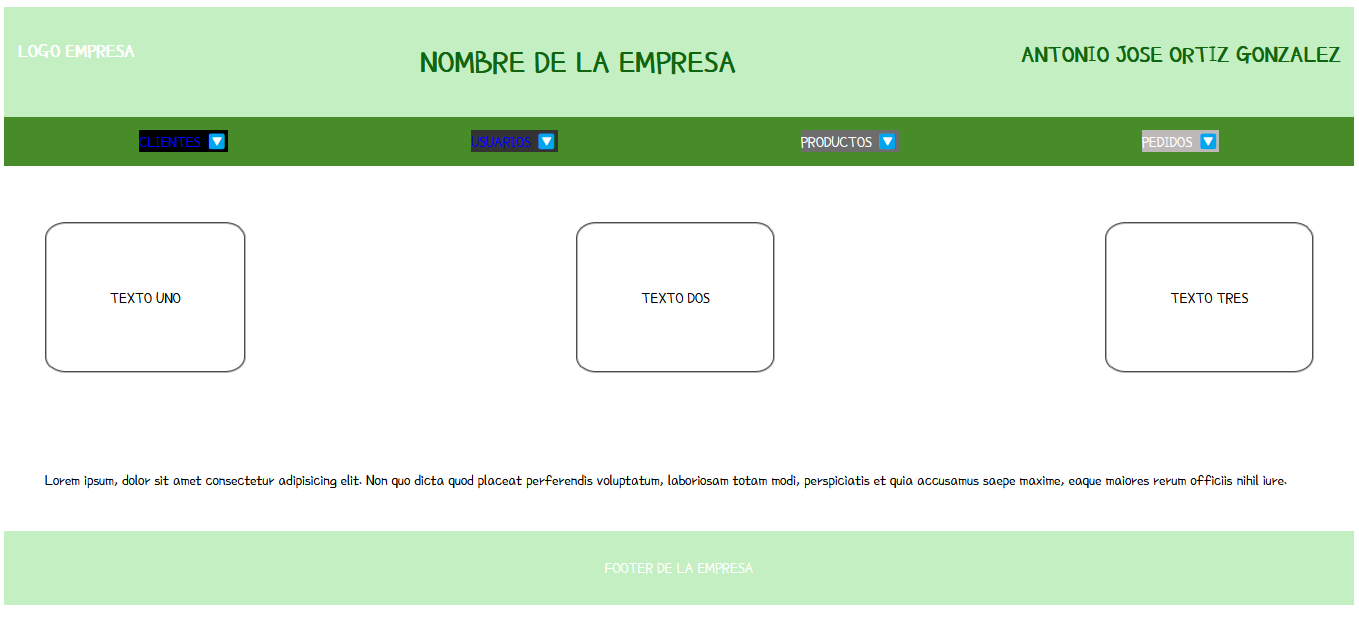 LOGO EMPRESA
NOMBRE DE LA EMPRESA
ANTONIO JOSE ORTIZ GONZALEZ
CLIENTES 🔽
USUARIOS 🔽
PRODUCTOS 🔽
PEDIDOS 🔽
TEXTO UNO
TEXTO DOS
TEXTO TRES
Lorem ipsum, dolor sit amet consectetur adipisicing elit. Non quo dicta quod placeat perferendis voluptatum, laboriosam totam modi, perspiciatis et quia accusamus saepe maxime, eaque maiores rerum officiis nihil iure.
FOOTER DE LA EMPRESA